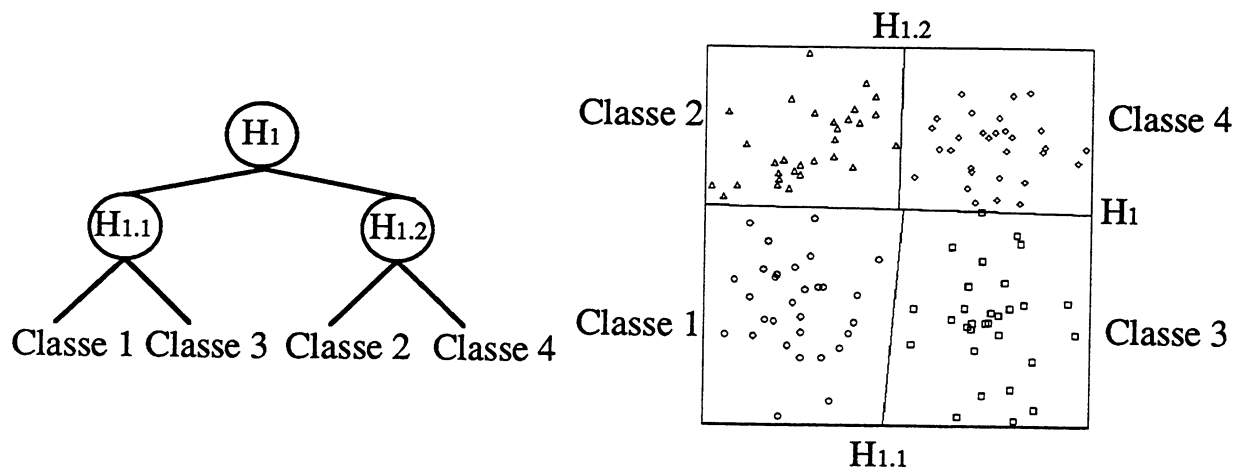 H1
H1.1
H1.2
Classe 1 Classe 3 Classe 2 Classe 4
H1.2
Classe 2
Classe 4
H1
Classe 1
Classe 3
H1.1